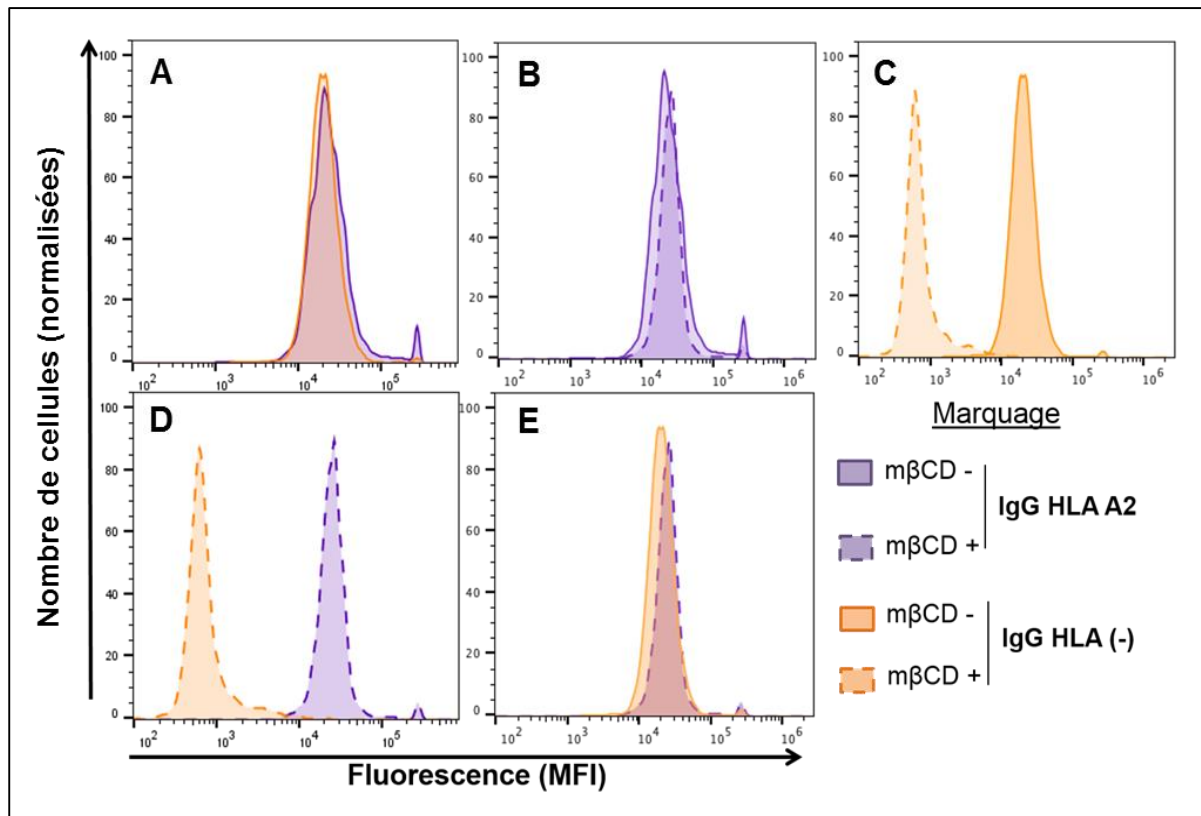 Nombre de cellules (normalisées)
A
100
80
60
40
20
0
10² 10³ 10⁴ 10⁵
B
100
80
60
40
20
0
10² 10³ 10⁴ 10⁵ 10⁶
C
100
80
60
40
20
0
10² 10³ 10⁴ 10⁵ 10⁶
D
100
80
60
40
20
0
10² 10³ 10⁴ 10⁵
E
100
80
60
40
20
0
10² 10³ 10⁴ 10⁵ 10⁶
Marquage
mβCD -
mβCD +
IgG HLA A2
mβCD -
mβCD +
IgG HLA (-)
Fluorescence (MFI)